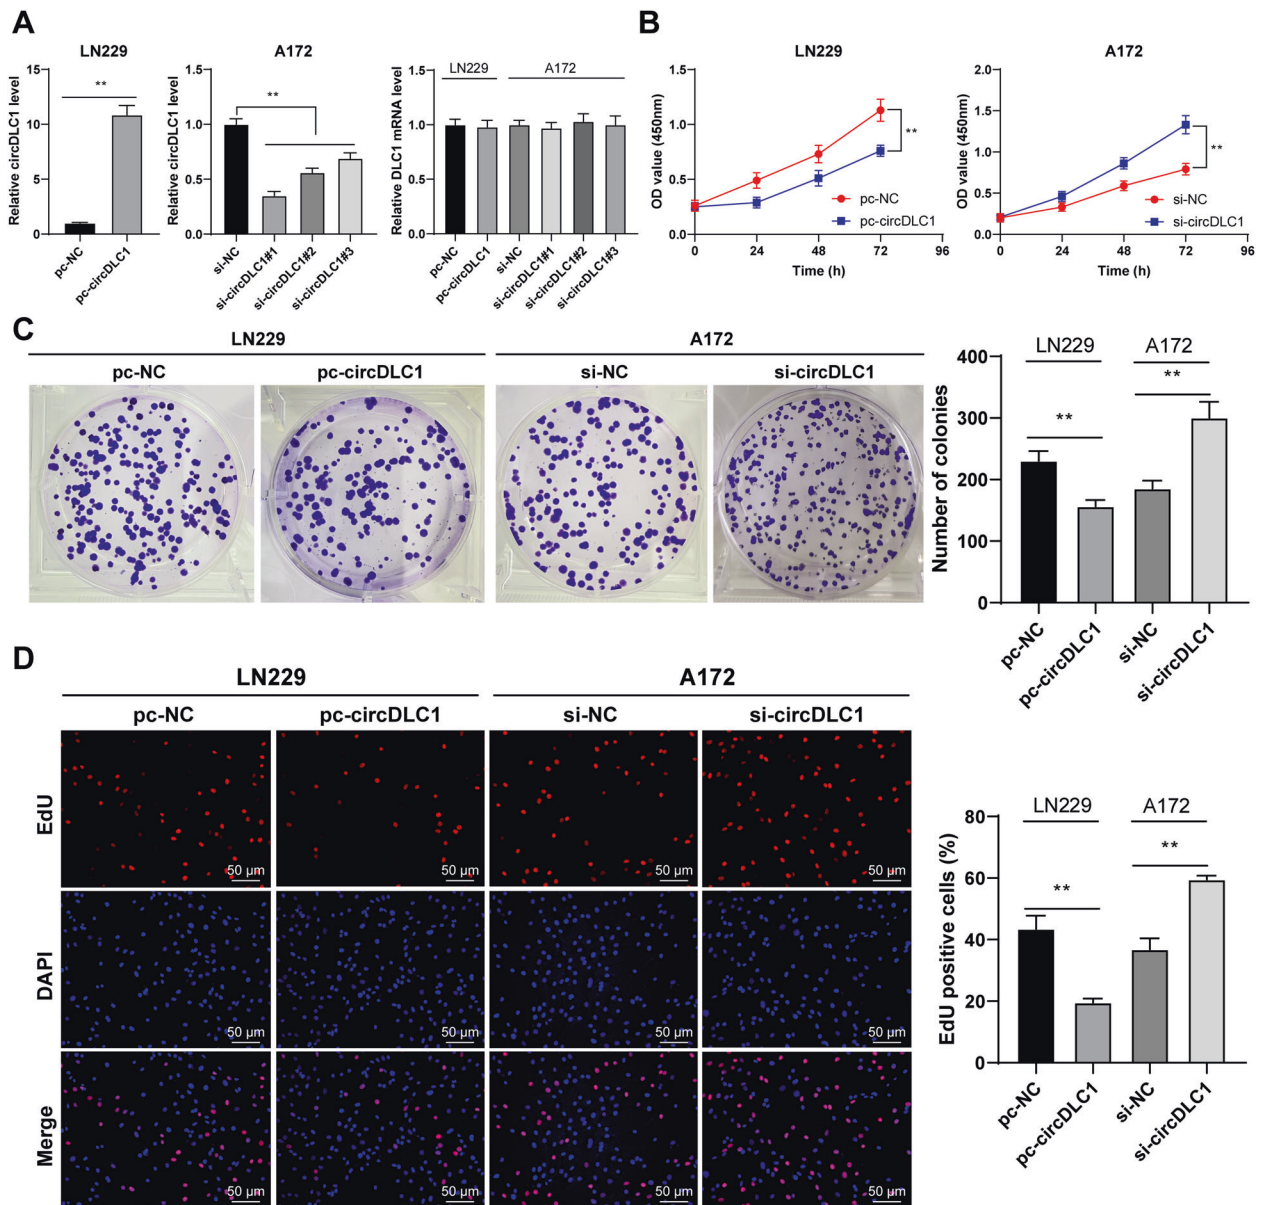 A
LN229
Relative circDLC1 level
15
10
5
0
**
pc-NC
pc-circDLC1
A172
Relative circDLC1 level
1.5
1.0
0.5
0.0
**
si-NC
si-circDLC1#1
si-circDLC1#2
si-circDLC1#3
Relative DLC1 mRNA level
1.5
1.0
0.5
0.0
LN229
A172
pc-NC
pc-circDLC1
si-NC
si-circDLC1#1
si-circDLC1#2
si-circDLC1#3
B
LN229
OD value (450nm)
1.5
1.0
0.5
0.0
**
pc-NC
pc-circDLC1
0 24 48 72 96
Time (h)
A172
OD value (450nm)
2.0
1.5
1.0
0.5
0.0
**
si-NC
si-circDLC1
0 24 48 72 96
Time (h)
C
LN229
A172
pc-NC
pc-circDLC1
si-NC
si-circDLC1
Number of colonies
400
300
200
100
0
LN229
A172
**
**
pc-NC
pc-circDLC1
si-NC
si-circDLC1
D
LN229
A172
pc-NC
pc-circDLC1
si-NC
si-circDLC1
EdU
50 µm
50 µm
50 µm
50 µm
DAPI
50 µm
50 µm
50 µm
50 µm
Merge
50 µm
50 µm
50 µm
50 µm
EdU positive cells (%)
80
60
40
20
0
LN229
A172
**
**
pc-NC
pc-circDLC1
si-NC
si-circDLC1